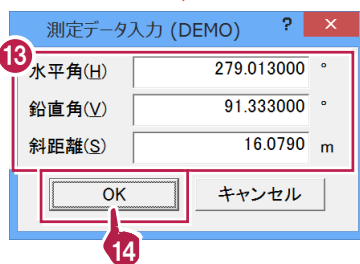 測定データ入力 (DEMO) ? ×
13
水平角(H) 279.013000 °
鉛直角(V) 91.333000 °
斜距離(S) 16.0790 m
OK キャンセル
14